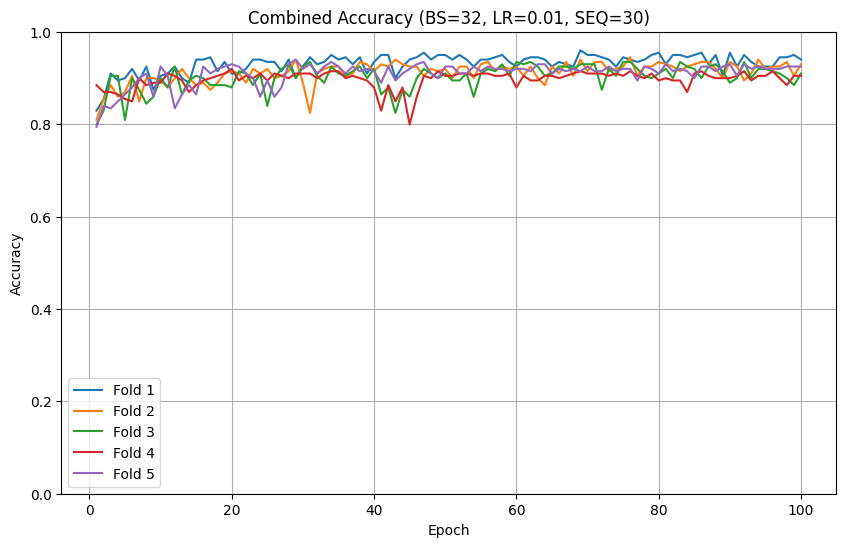 Combined Accuracy (BS=32, LR=0.01, SEQ=30)
1.0
0.8
0.6
0.4
0.2
0.0
Accuracy
Fold 1
Fold 2
Fold 3
Fold 4
Fold 5
0 20 40 60 80 100
Epoch